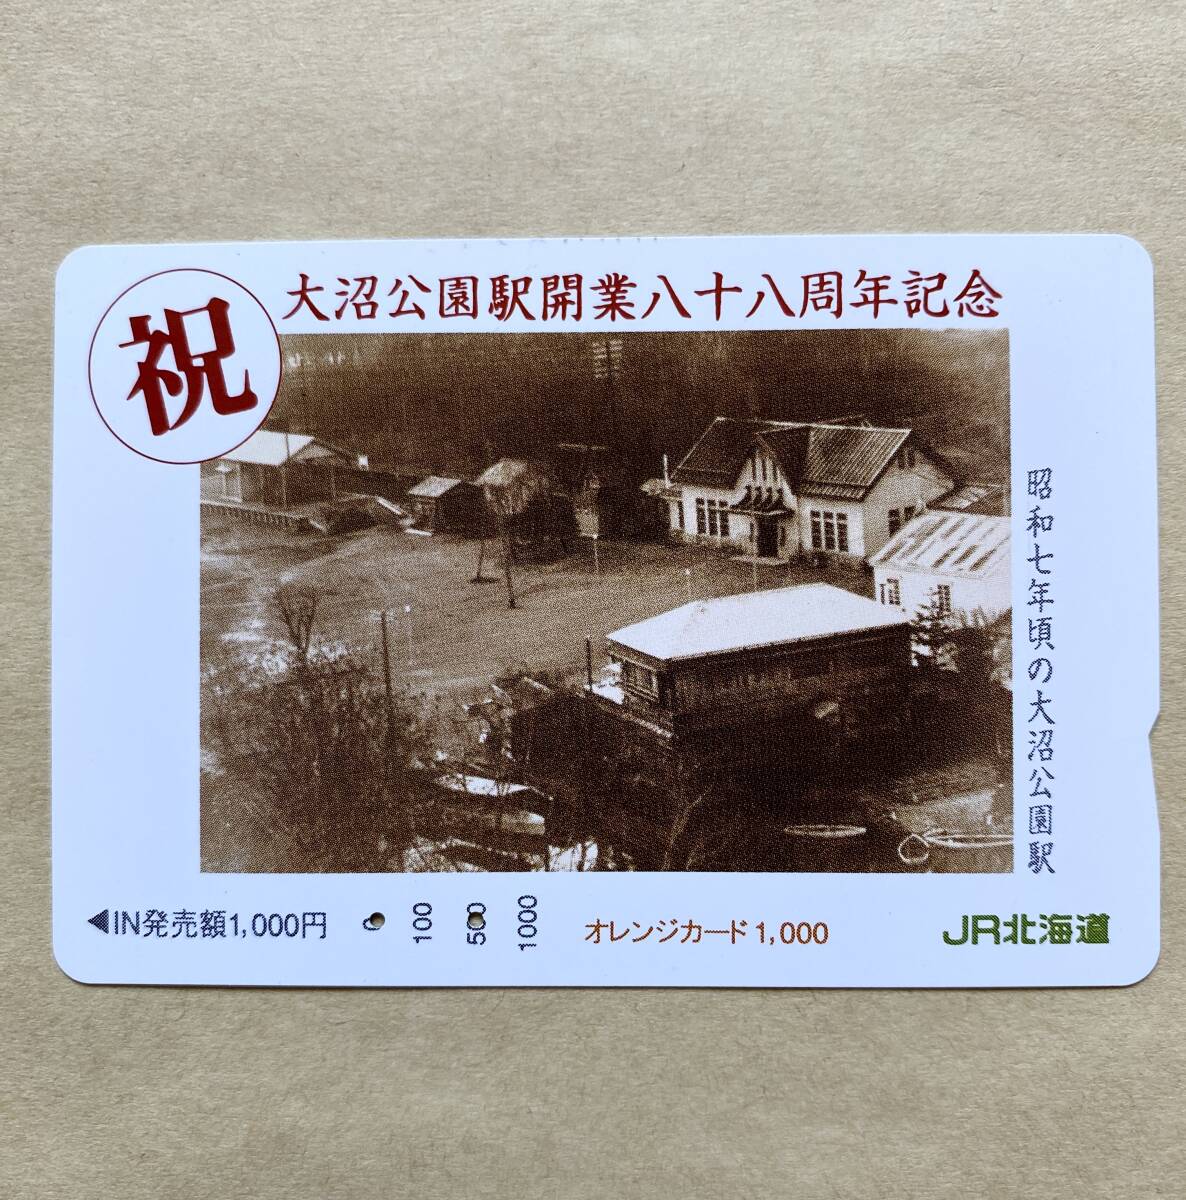 祝
大沼公園駅開業八十八周年記念
昭和七年頃の大沼公園駅
◀IN発売額1,000円
0 100 500 1000
オレンジカード1,000
JR北海道